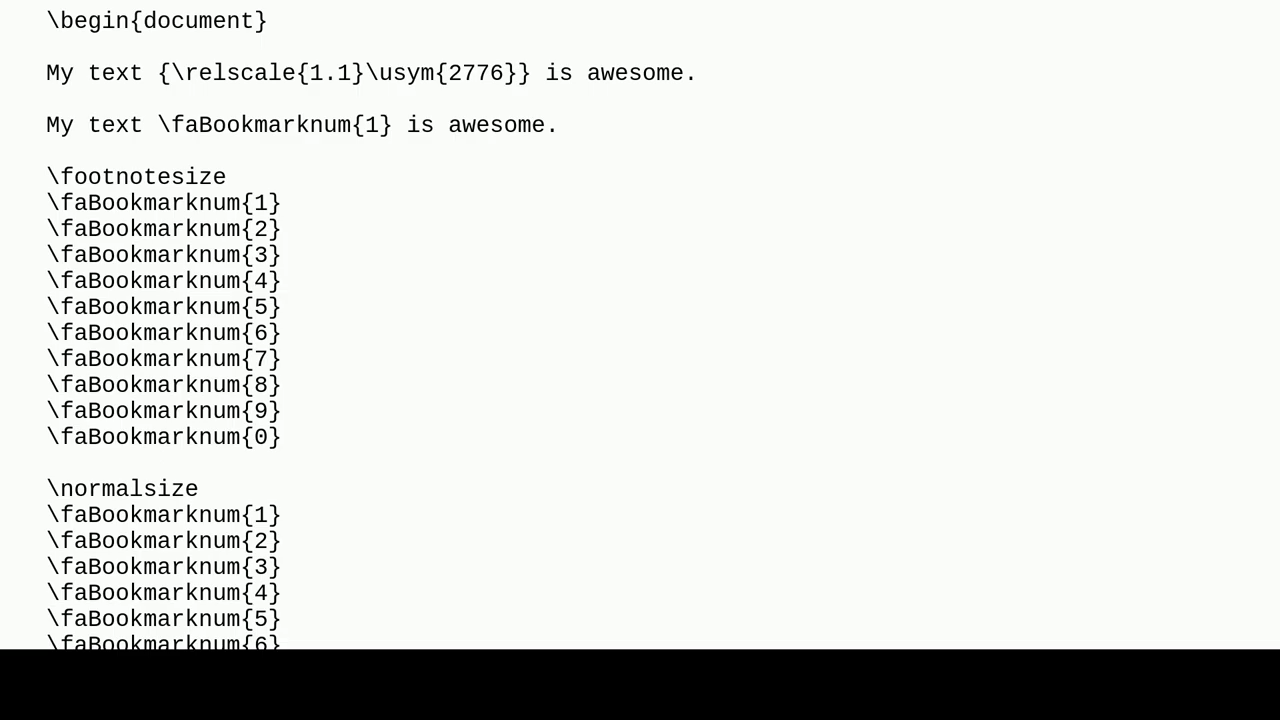 \begin{document}
My text {\relscale{1.1}\usym{2776}} is awesome.
My text \faBookmarknum{1} is awesome.
\footnotesize
\faBookmarknum{1}
\faBookmarknum{2}
\faBookmarknum{3}
\faBookmarknum{4}
\faBookmarknum{5}
\faBookmarknum{6}
\faBookmarknum{7}
\faBookmarknum{8}
\faBookmarknum{9}
\faBookmarknum{0}
\normalsize
\faBookmarknum{1}
\faBookmarknum{2}
\faBookmarknum{3}
\faBookmarknum{4}
\faBookmarknum{5}
\faBookmarknum{6}